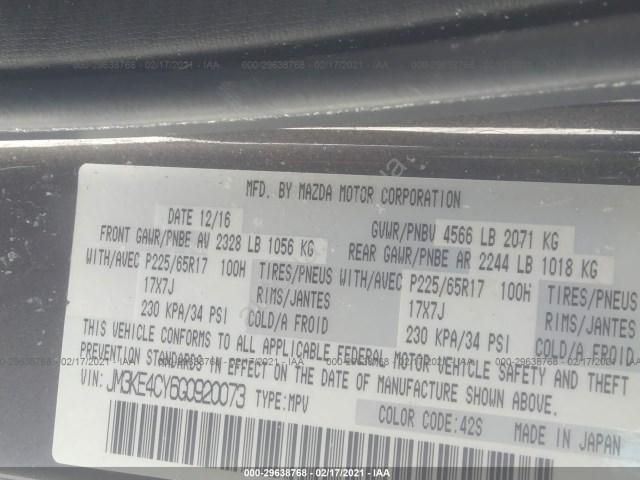 000-29638768 - 02/17/2021 - IAA
MFD. BY MAZDA MOTOR CORPORATION
DATE 12/16 GVWR/PNBV 4566 LB 2071 KG
FRONT GAWR/PNBE AV 2328 LB 1056 KG REAR GAWR/PNBE AR 2244 LB 1018 KG
WITH/AVEC P225/65R17 100H TIRES/PNEUS WITH/AVEC P225/65R17 100H TIRES/PNEUS
17X7J RIMS/JANTES 17X7J RIMS/JANTES
230 KPA/34 PSI COLD/A FROID 230 KPA/34 PSI COLD/A FROID
THIS VEHICLE CONFORMS TO ALL APPLICABLE FEDERAL MOTOR VEHICLE SAFETY AND THEFT
PREVENTION STANDARDS IN EFFECT ON THE DATE OF MANUFACTURE SHOWN ABOVE.
VIN: JM3KE4CY6G0920073 TYPE:MPV COLOR CODE:42S MADE IN JAPAN
000-29638768 - 02/17/2021 - IAA